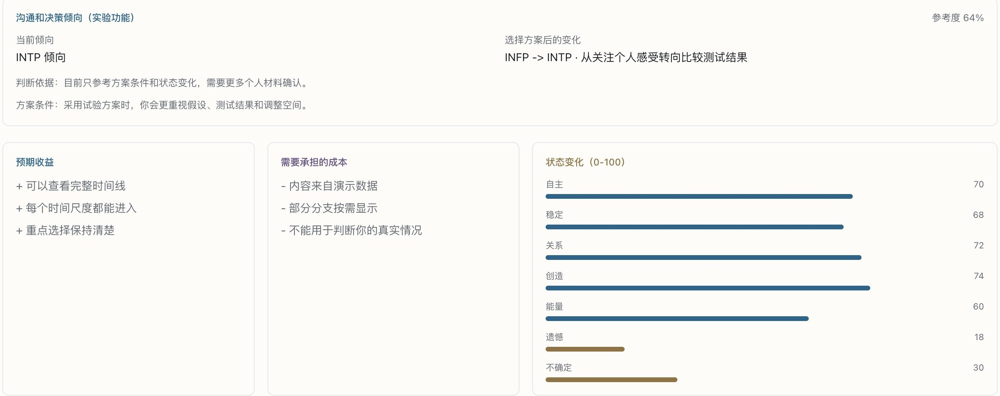 沟通和决策倾向（实验功能）
参考度 64%
当前倾向
INTP 倾向
选择方案后的变化
INFP -> INTP · 从关注个人感受转向比较测试结果
判断依据：目前只参考方案条件和状态变化，需要更多个人材料确认。
方案条件：采用试验方案时，你会更重视假设、测试结果和调整空间。
预期收益
+ 可以查看完整时间线
+ 每个时间尺度都能进入
+ 重点选择保持清楚
需要承担的成本
- 内容来自演示数据
- 部分分支按需显示
- 不能用于判断你的真实情况
状态变化（0-100）
自主 70
稳定 68
关系 72
创造 74
能量 60
遗憾 18
不确定 30